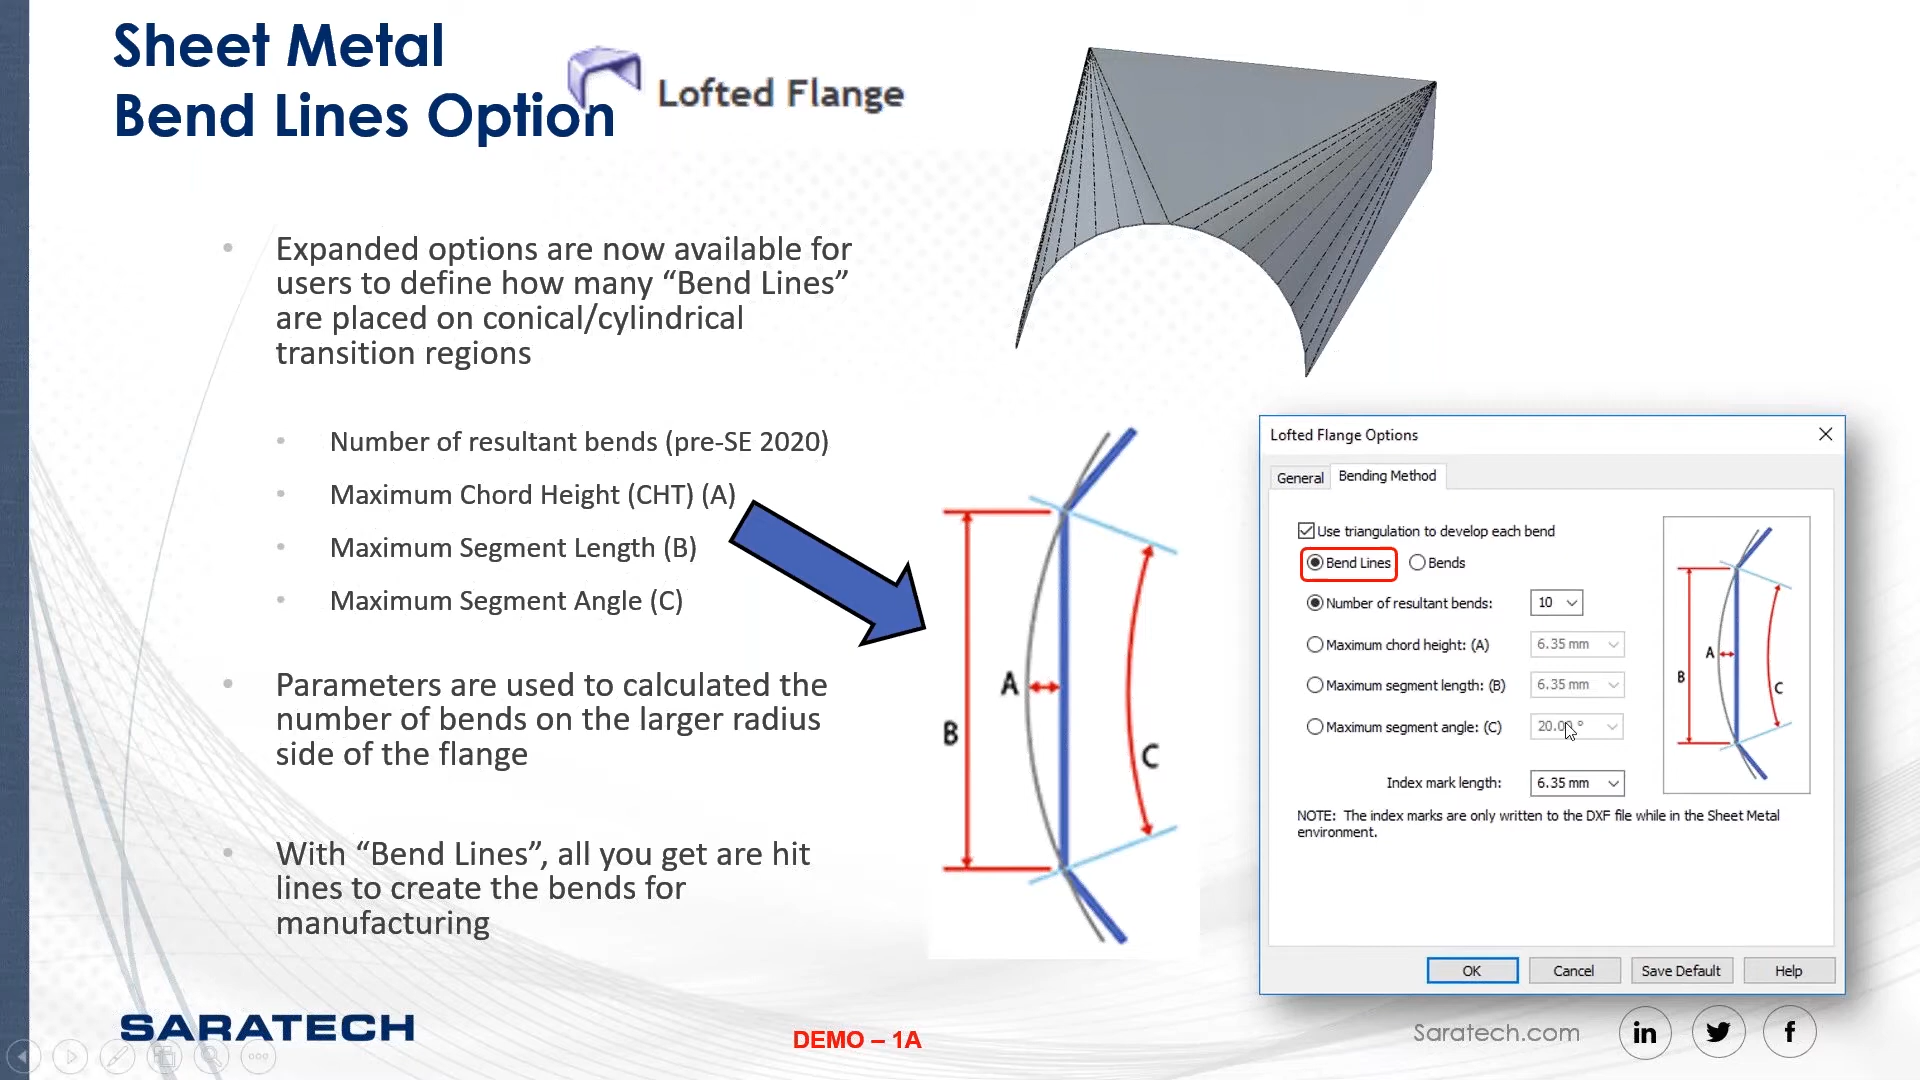 Sheet Metal
Bend Lines Option
Lofted Flange
• Expanded options are now available for
users to define how many “Bend Lines”
are placed on conical/cylindrical
transition regions
• Number of resultant bends (pre-SE 2020)
• Maximum Chord Height (CHT) (A)
• Maximum Segment Length (B)
• Maximum Segment Angle (C)
• Parameters are used to calculated the
number of bends on the larger radius
side of the flange
• With “Bend Lines”, all you get are hit
lines to create the bends for
manufacturing
A
B
C
Lofted Flange Options
General Bending Method
Use triangulation to develop each bend
Bend Lines Bends
Number of resultant bends: 10
Maximum chord height: (A) 6.35 mm
Maximum segment length: (B) 6.35 mm
Maximum segment angle: (C) 20.00 °
Index mark length: 6.35 mm
NOTE: The index marks are only written to the DXF file while in the Sheet Metal
environment.
A
B
C
OK Cancel Save Default Help
SARATECH
DEMO – 1A
Saratech.com
in
f